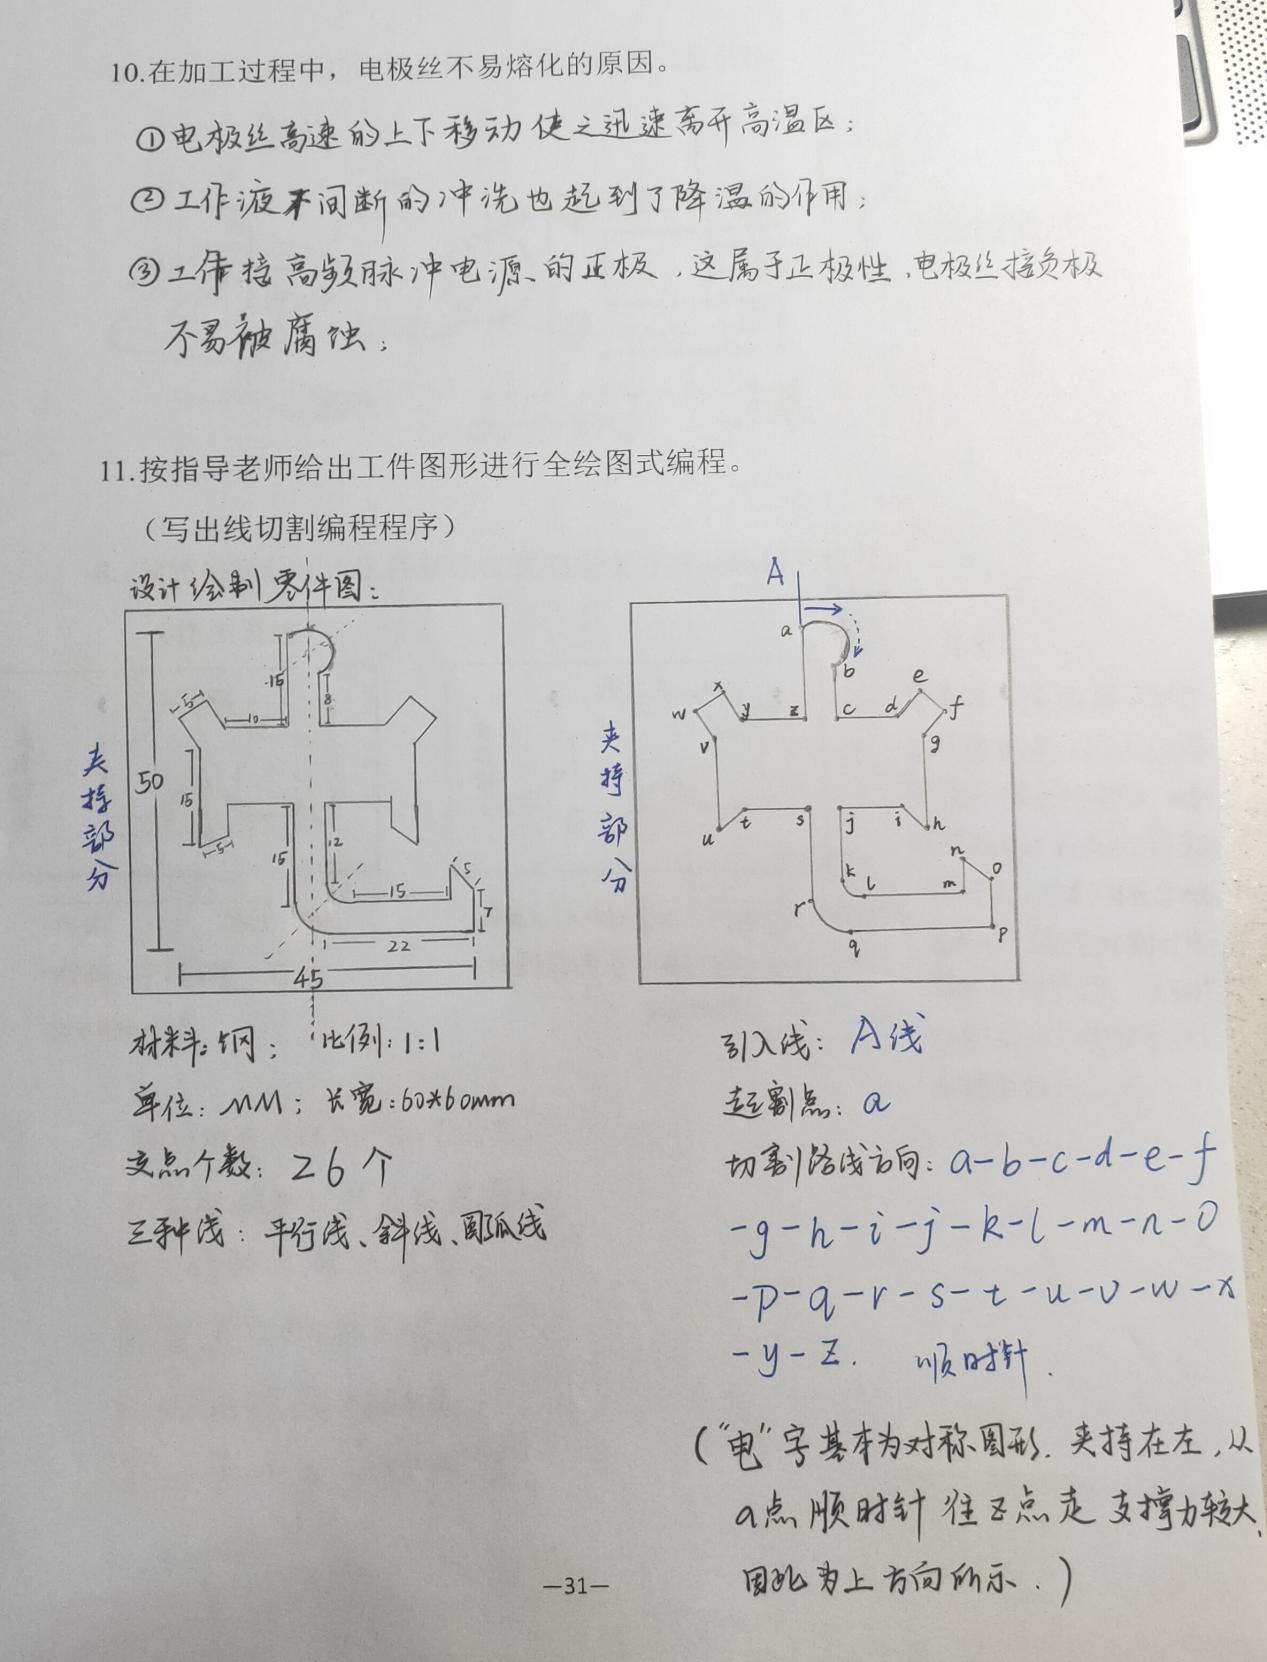 10.在加工过程中，电极丝不易熔化的原因。
①电极丝高速的上下移动使之迅速离开高温区；
②工作液不间断的冲洗也起到了降温的作用；
③工件接高频脉冲电源的正极，这属于正极性，电极丝接负极
不易被腐蚀；
11.按指导老师给出工件图形进行全绘图式编程。
（写出线切割编程程序）
设计绘制零件图：
夹持部分
50
15
8
5
10
15
5
15
12
15
5
7
22
45
A
夹持部分
a
b
c
d
e
f
g
h
i
j
k
l
m
n
o
p
q
r
s
t
u
v
w
x
y
z
材料：钢； 比例：1:1
单位：MM；长宽：60*60mm
交点个数：26个
三种线：平行线、斜线、圆弧线
引入线：A线
起割点：a
切割路线方向：a-b-c-d-e-f
-g-h-i-j-k-l-m-n-o
-p-q-r-s-t-u-v-w-x
-y-z. 顺时针.
（“电”字基本为对称图形.夹持在左，从
a点顺时针往z点走支撑力较大，
因此为上方向所示.）
—31—